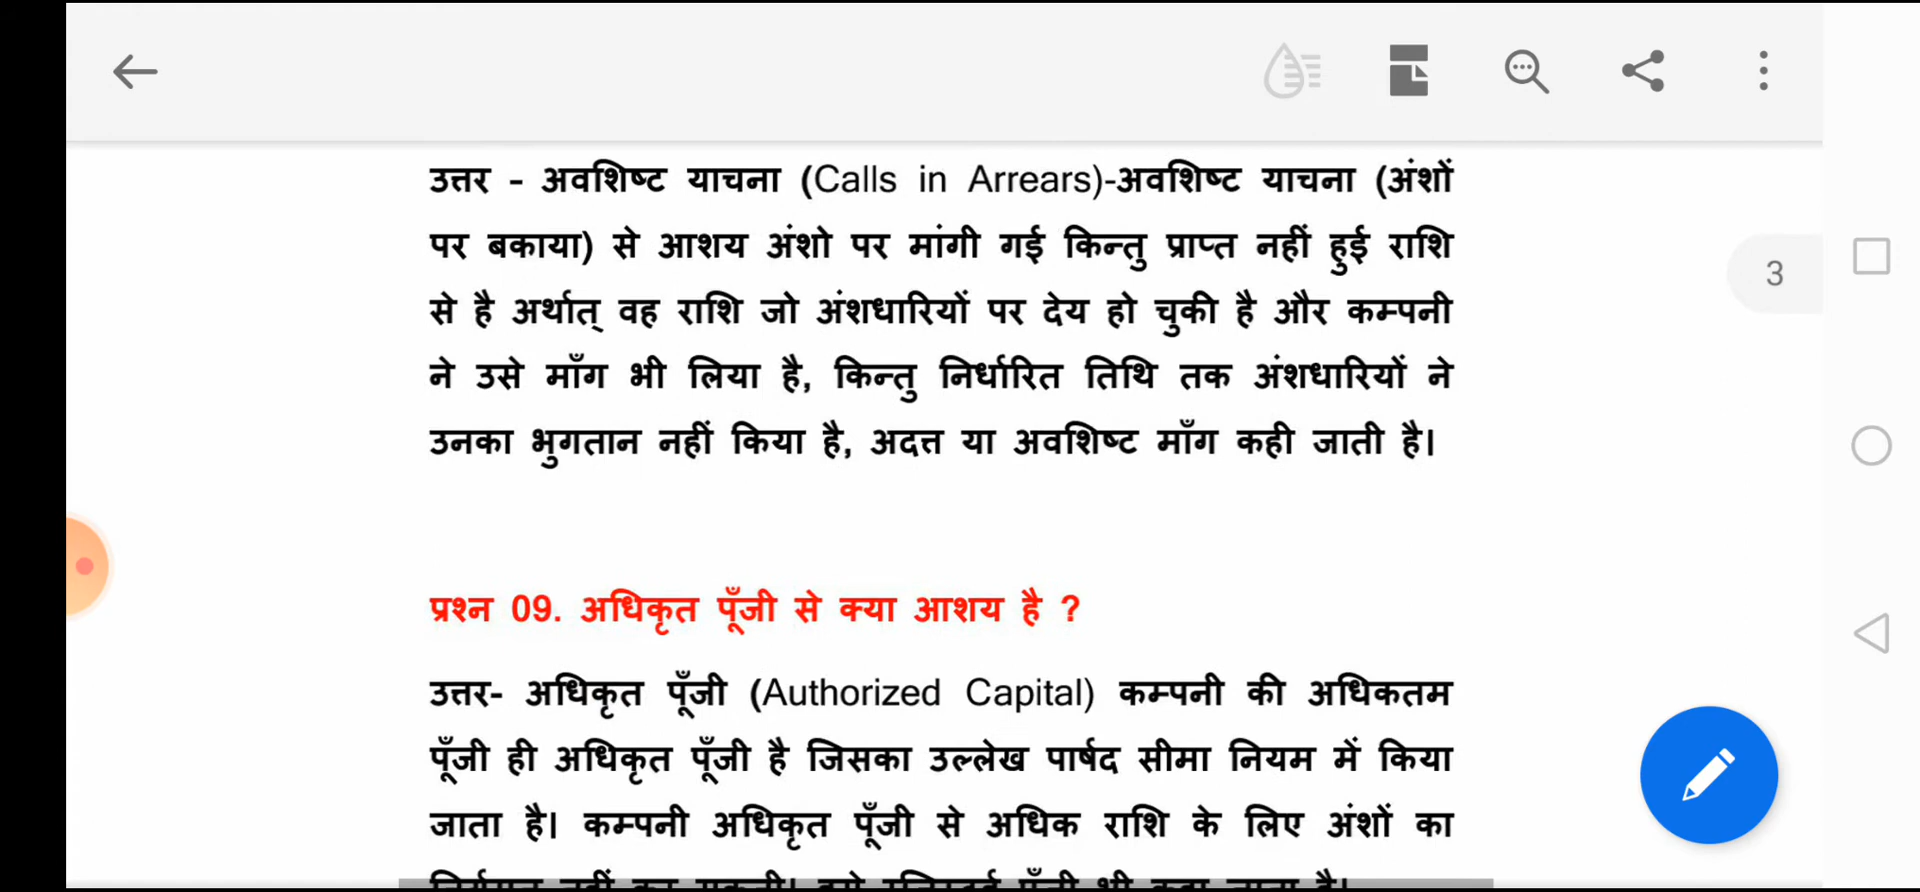 उत्तर - अवशिष्ट याचना (Calls in Arrears)-अवशिष्ट याचना (अंशों
पर बकाया) से आशय अंशो पर मांगी गई किन्तु प्राप्त नहीं हुई राशि
से है अर्थात् वह राशि जो अंशधारियों पर देय हो चुकी है और कम्पनी
ने उसे माँग भी लिया है, किन्तु निर्धारित तिथि तक अंशधारियों ने
उनका भुगतान नहीं किया है, अदत्त या अवशिष्ट माँग कही जाती है।
3
प्रश्न 09. अधिकृत पूँजी से क्या आशय है ?
उत्तर- अधिकृत पूँजी (Authorized Capital) कम्पनी की अधिकतम
पूँजी ही अधिकृत पूँजी है जिसका उल्लेख पार्षद सीमा नियम में किया
जाता है। कम्पनी अधिकृत पूँजी से अधिक राशि के लिए अंशों का
नहीं पूँजी भी कहा जाता है।